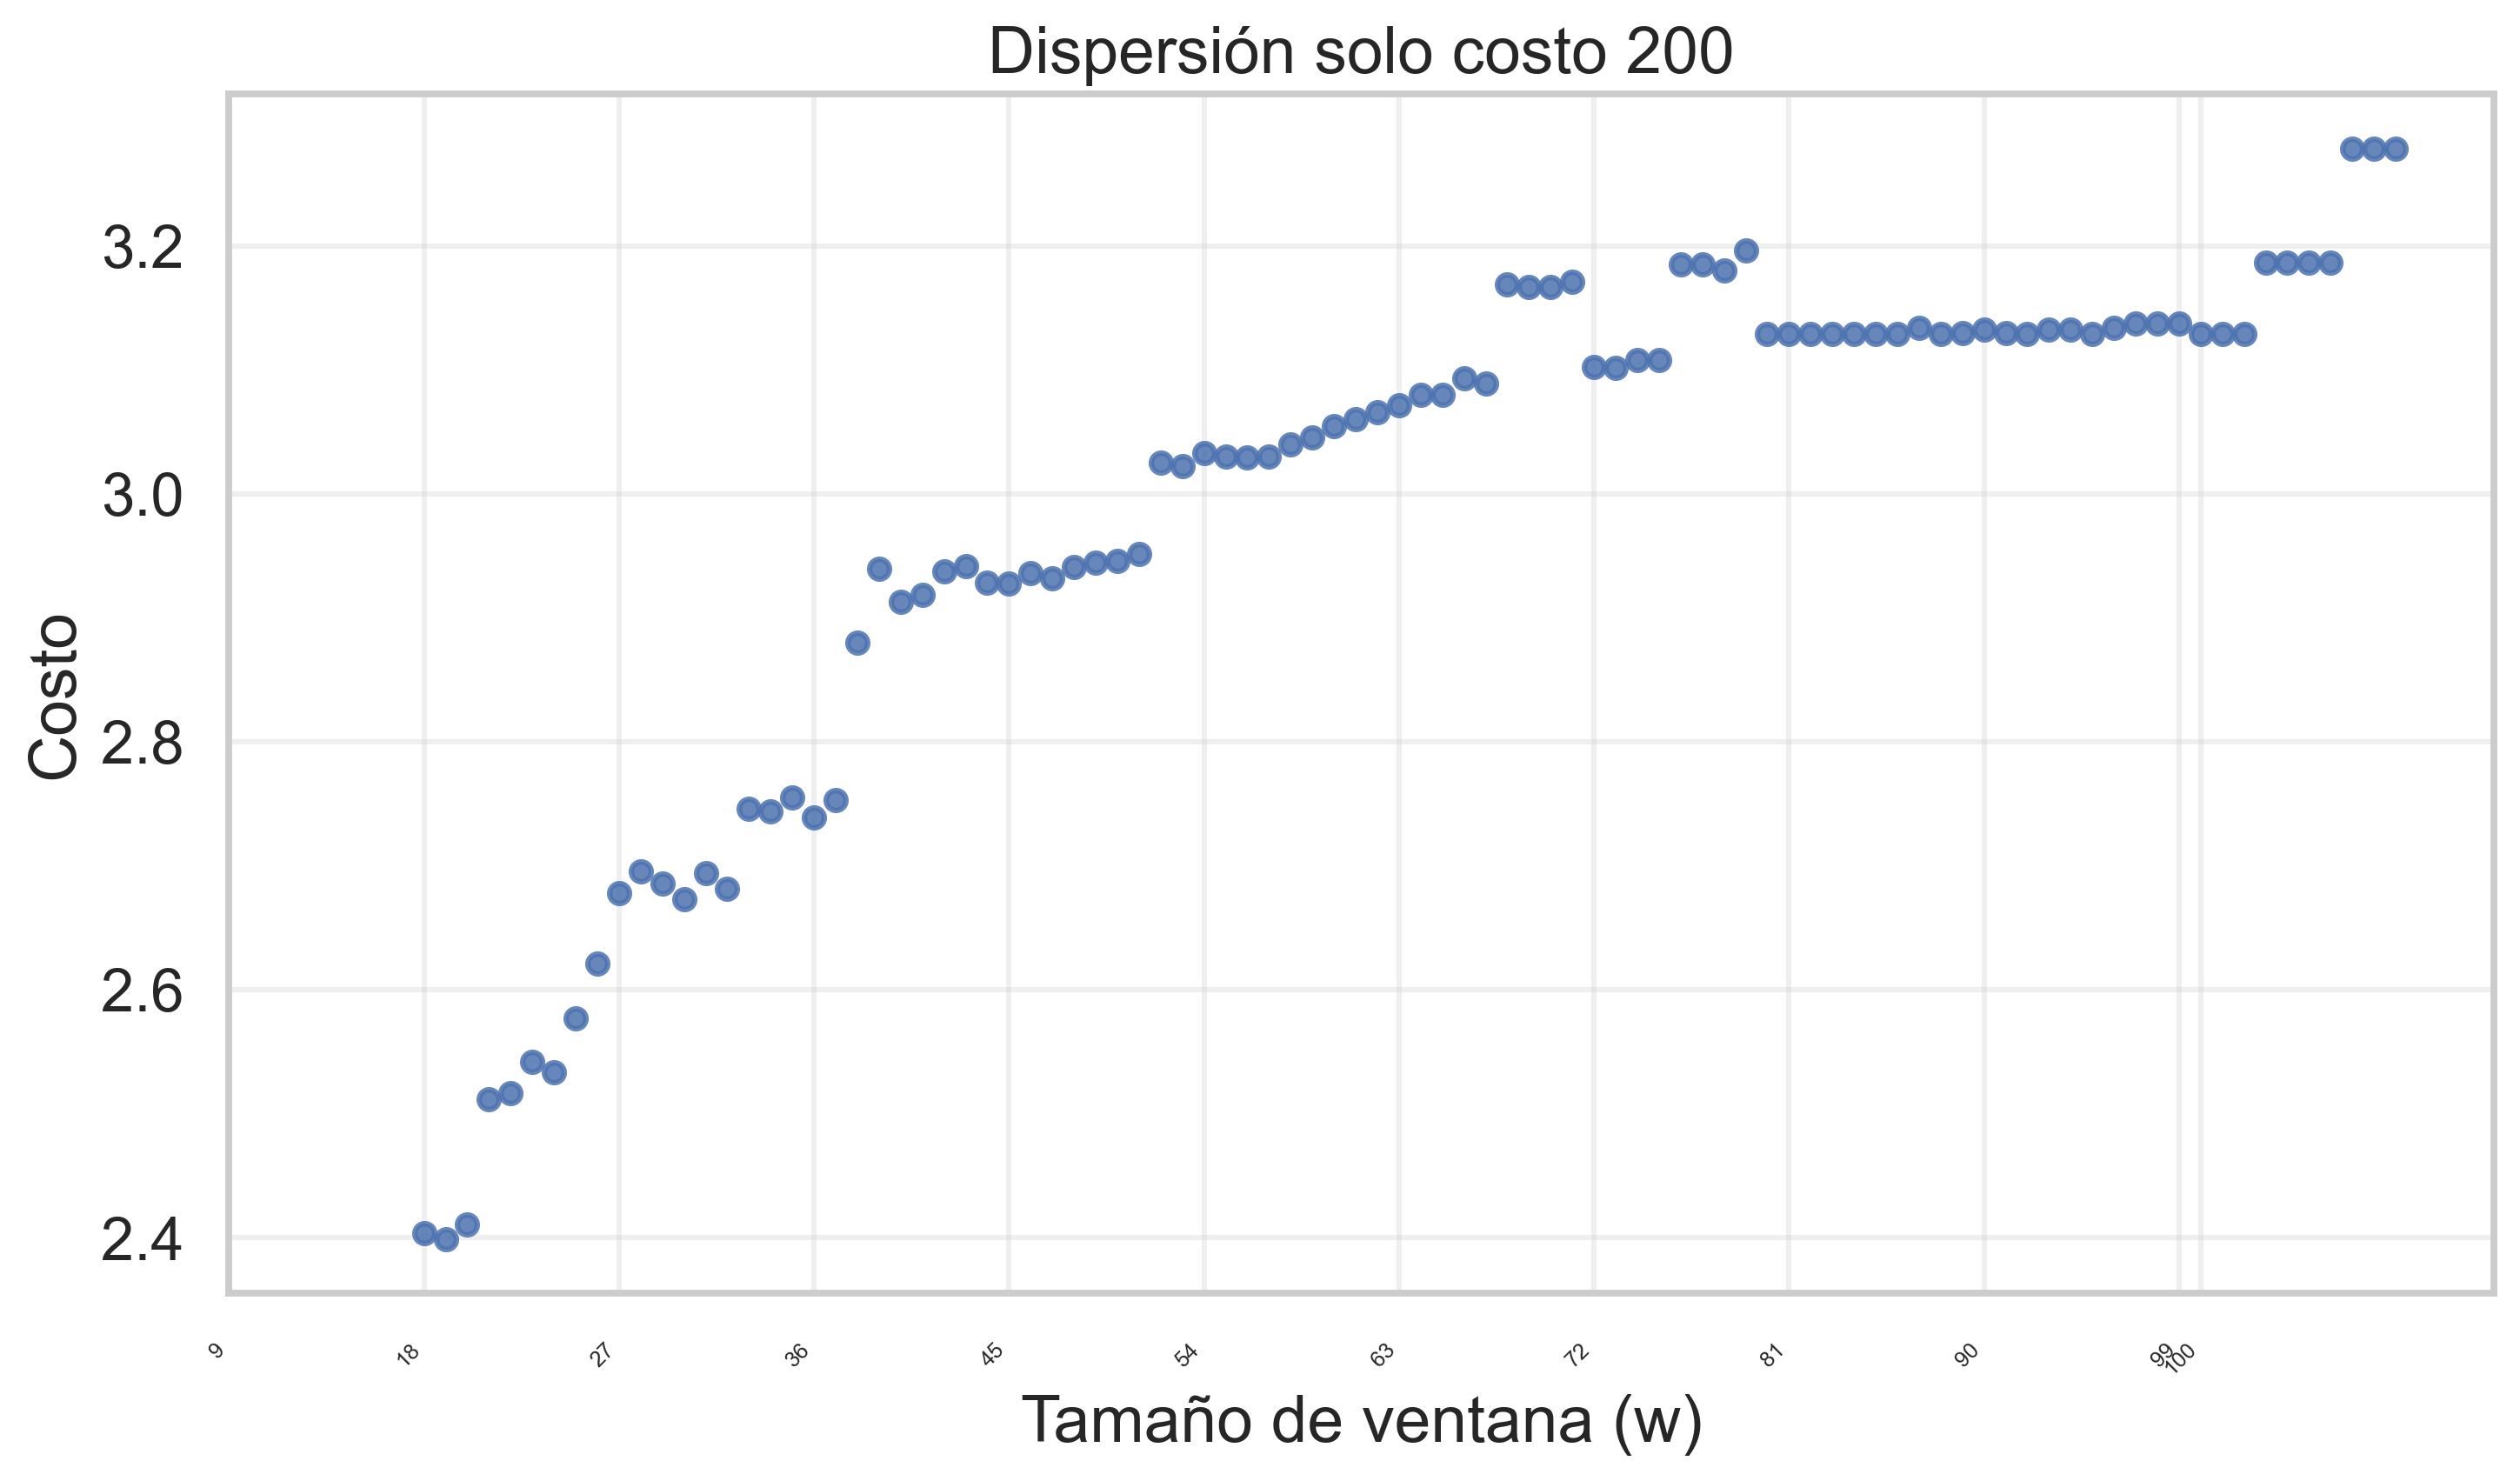 Dispersión solo costo 200
Costo
3.2
3.0
2.8
2.6
2.4
9 18 27 36 45 54 63 72 81 90 99 100
Tamaño de ventana (w)